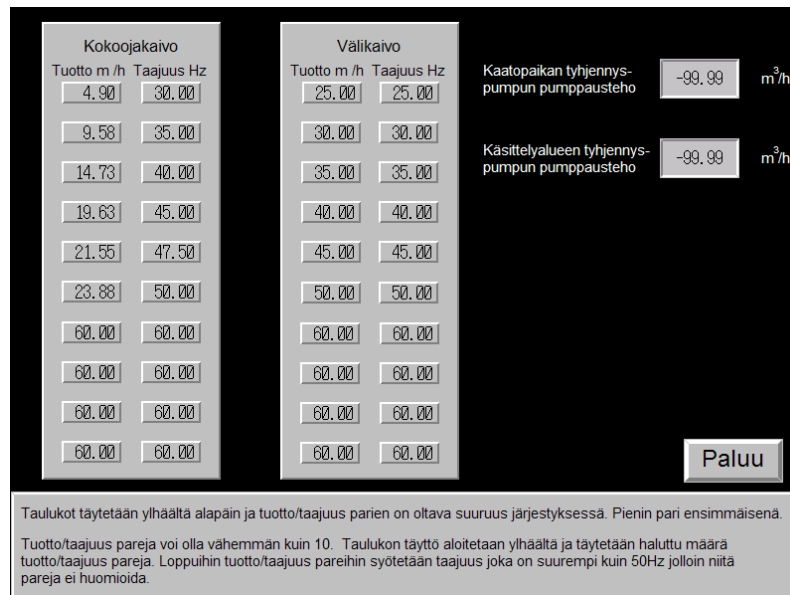 Kokoojakaivo
Tuotto m /h Taajuus Hz
4.90 30.00
9.58 35.00
14.73 40.00
19.63 45.00
21.55 47.50
23.88 50.00
60.00 60.00
60.00 60.00
60.00 60.00
60.00 60.00
Välikaivo
Tuotto m /h Taajuus Hz
25.00 25.00
30.00 30.00
35.00 35.00
40.00 40.00
45.00 45.00
50.00 50.00
60.00 60.00
60.00 60.00
60.00 60.00
60.00 60.00
Kaatopaikan tyhjennys-
pumpun pumppausteho
-99.99 m³/h
Käsittelyalueen tyhjennys-
pumpun pumppausteho
-99.99 m³/h
Paluu
Taulukot täytetään ylhäältä alapäin ja tuotto/taajuus parien on oltava suuruus järjestyksessä. Pienin pari ensimmäisenä.
Tuotto/taajuus pareja voi olla vähemmän kuin 10. Taulukon täyttö aloitetaan ylhäältä ja täytetään haluttu määrä
tuotto/taajuus pareja. Loppuihin tuotto/taajuus pareihin syötetään taajuus joka on suurempi kuin 50Hz jolloin niitä
pareja ei huomioida.